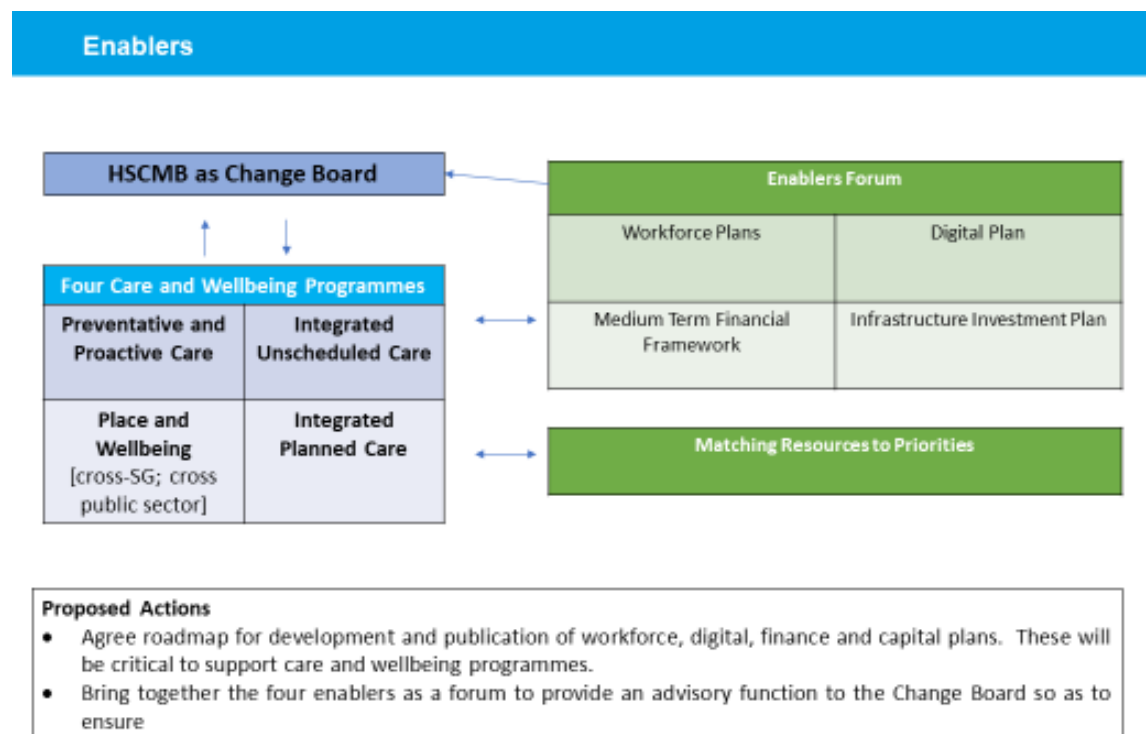 Enablers
HSCMB as Change Board
Enablers Forum
Workforce Plans
Digital Plan
Medium Term Financial
Framework
Infrastructure Investment Plan
Four Care and Wellbeing Programmes
Preventative and
Proactive Care
Integrated
Unscheduled Care
Place and
Wellbeing
[cross-SG; cross
public sector]
Integrated
Planned Care
Matching Resources to Priorities
Proposed Actions
• Agree roadmap for development and publication of workforce, digital, finance and capital plans. These will
be critical to support care and wellbeing programmes.
• Bring together the four enablers as a forum to provide an advisory function to the Change Board so as to
ensure